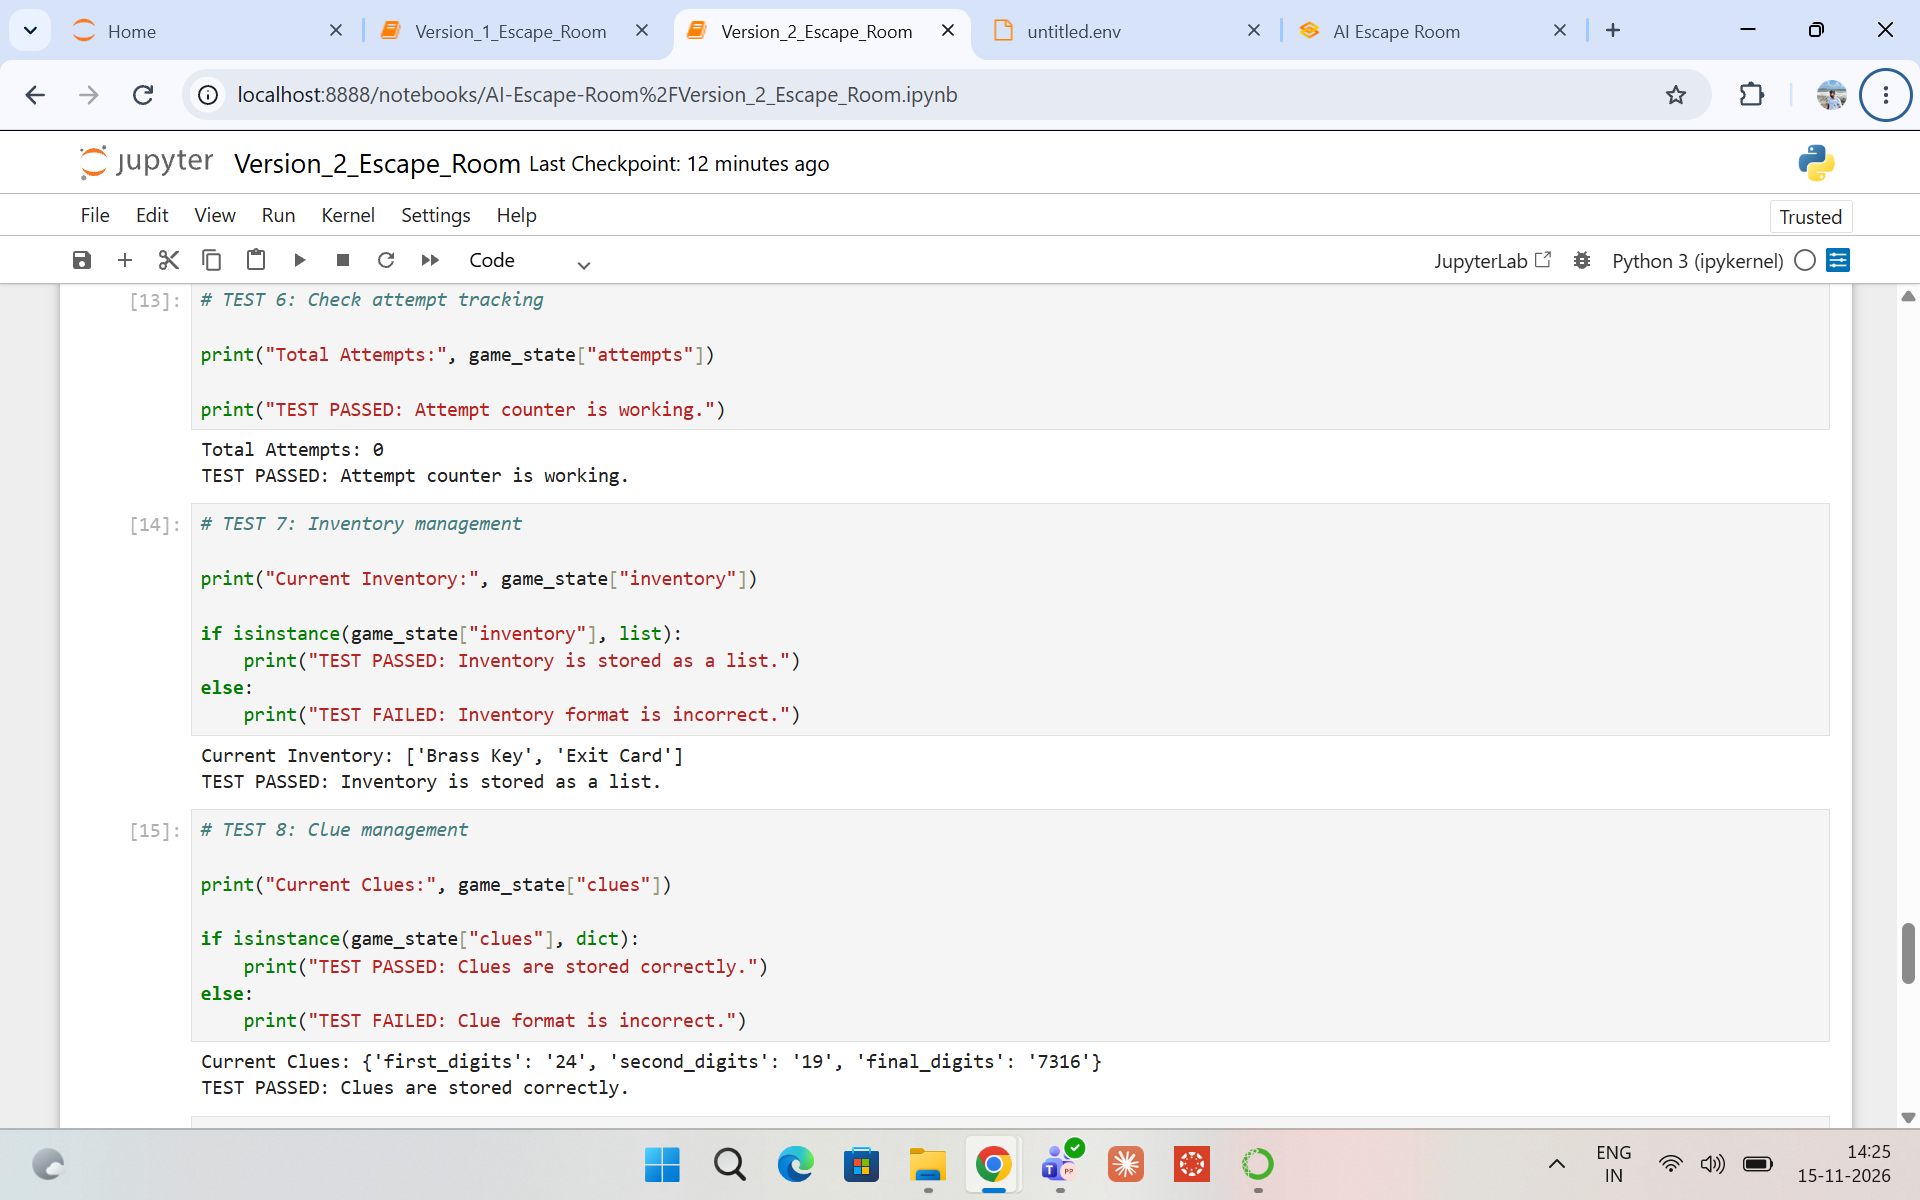 Home
Version_1_Escape_Room
Version_2_Escape_Room
untitled.env
AI Escape Room
localhost:8888/notebooks/AI-Escape-Room%2FVersion_2_Escape_Room.ipynb
jupyter Version_2_Escape_Room Last Checkpoint: 12 minutes ago
File Edit View Run Kernel Settings Help
Trusted
Code
JupyterLab
Python 3 (ipykernel)
[13]: # TEST 6: Check attempt tracking
print("Total Attempts:", game_state["attempts"])
print("TEST PASSED: Attempt counter is working.")
Total Attempts: 0
TEST PASSED: Attempt counter is working.
[14]: # TEST 7: Inventory management
print("Current Inventory:", game_state["inventory"])
if isinstance(game_state["inventory"], list):
    print("TEST PASSED: Inventory is stored as a list.")
else:
    print("TEST FAILED: Inventory format is incorrect.")
Current Inventory: ['Brass Key', 'Exit Card']
TEST PASSED: Inventory is stored as a list.
[15]: # TEST 8: Clue management
print("Current Clues:", game_state["clues"])
if isinstance(game_state["clues"], dict):
    print("TEST PASSED: Clues are stored correctly.")
else:
    print("TEST FAILED: Clue format is incorrect.")
Current Clues: {'first_digits': '24', 'second_digits': '19', 'final_digits': '7316'}
TEST PASSED: Clues are stored correctly.
T
PP
ENG
IN
14:25
15-11-2026